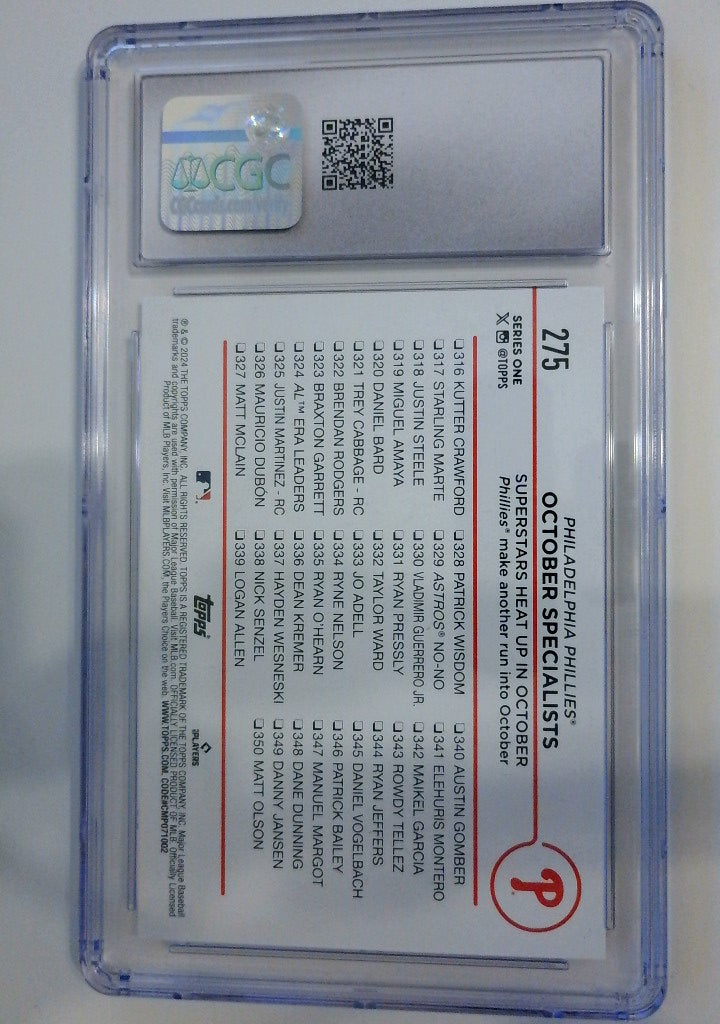 CGC
CGCcards.com/verify
275
PHILADELPHIA PHILLIES®
OCTOBER SPECIALISTS
SERIES ONE
@TOPPS
SUPERSTARS HEAT UP IN OCTOBER
Phillies® make another run into October
P
❑316 KUTTER CRAWFORD
❑317 STARLING MARTE
❑318 JUSTIN STEELE
❑319 MIGUEL AMAYA
❑320 DANIEL BARD
❑321 TREY CABBAGE - RC
❑322 BRENDAN RODGERS
❑323 BRAXTON GARRETT
❑324 AL™ ERA LEADERS
❑325 JUSTIN MARTINEZ - RC
❑326 MAURICIO DUBÓN
❑327 MATT MCLAIN
❑328 PATRICK WISDOM
❑329 ASTROS® NO-NO
❑330 VLADIMIR GUERRERO JR.
❑331 RYAN PRESSLY
❑332 TAYLOR WARD
❑333 JO ADELL
❑334 RYNE NELSON
❑335 RYAN O'HEARN
❑336 DEAN KREMER
❑337 HAYDEN WESNESKI
❑338 NICK SENZEL
❑339 LOGAN ALLEN
❑340 AUSTIN GOMBER
❑341 ELEHURIS MONTERO
❑342 MAIKEL GARCIA
❑343 ROWDY TELLEZ
❑344 RYAN JEFFERS
❑345 DANIEL VOGELBACH
❑346 PATRICK BAILEY
❑347 MANUEL MARGOT
❑348 DANE DUNNING
❑349 DANNY JANSEN
❑350 MATT OLSON
Topps®
PLAYERS
® & © 2024 THE TOPPS COMPANY, INC. ALL RIGHTS RESERVED. TOPPS IS A REGISTERED TRADEMARK OF THE TOPPS COMPANY, INC. Major League Baseball
trademarks and copyrights are used with permission of Major League Baseball. Visit MLB.com. OFFICIALLY LICENSED PRODUCT OF MLB. Officially Licensed
Product of MLB Players, Inc. Visit MLBPLAYERS.COM, the Players Choice on the web. WWW.TOPPS.COM. CODE#CMP071002